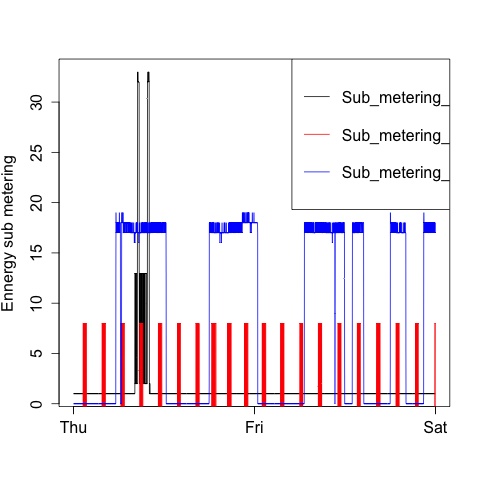 Sub_metering_
Sub_metering_
Sub_metering_
Ennergy sub metering
0
5
10
15
20
25
30
Thu
Fri
Sat